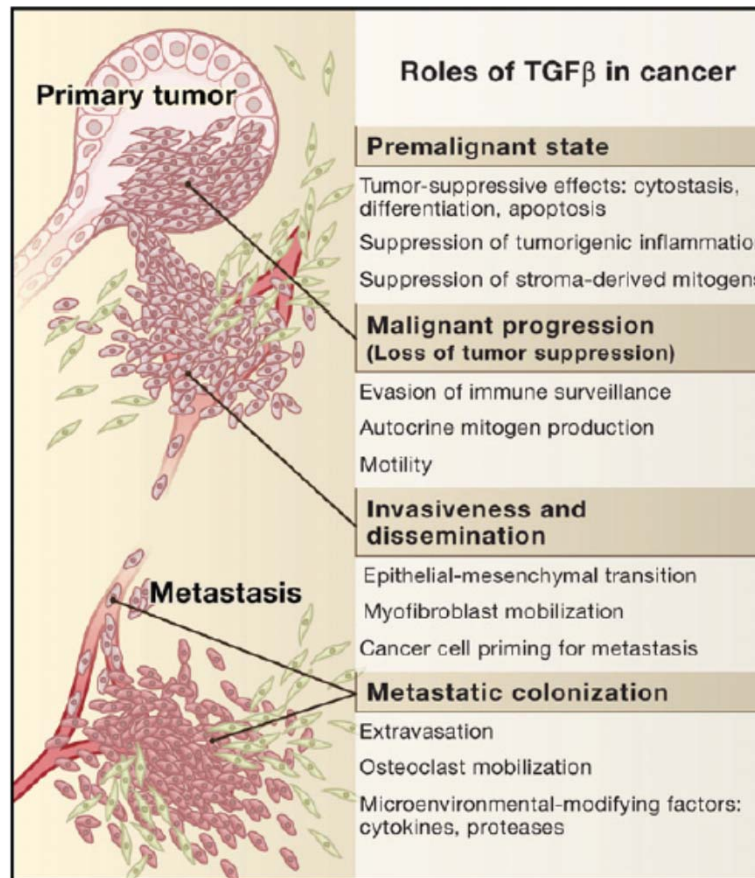 Primary tumor
Metastasis
Roles of TGFβ in cancer
Premalignant state
Tumor-suppressive effects: cytostasis,
differentiation, apoptosis
Suppression of tumorigenic inflammation
Suppression of stroma-derived mitogens
Malignant progression
(Loss of tumor suppression)
Evasion of immune surveillance
Autocrine mitogen production
Motility
Invasiveness and
dissemination
Epithelial-mesenchymal transition
Myofibroblast mobilization
Cancer cell priming for metastasis
Metastatic colonization
Extravasation
Osteoclast mobilization
Microenvironmental-modifying factors:
cytokines, proteases